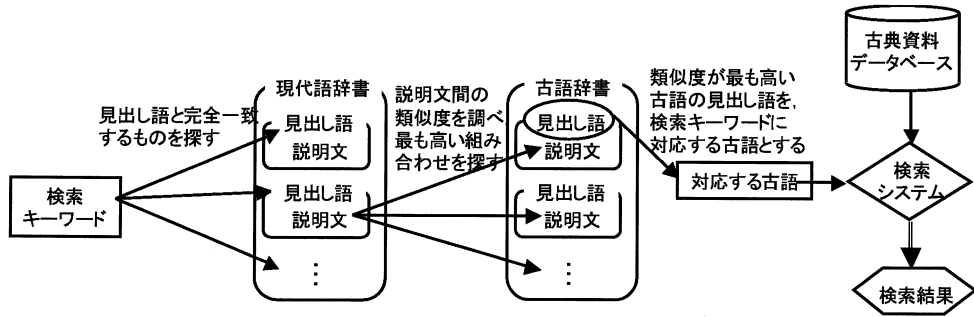 検索
キーワード
見出し語と完全一致
するものを探す
現代語辞書
見出し語
説明文
見出し語
説明文
⋮
説明文間の
類似度を調べ
最も高い組み
合わせを探す
古語辞書
見出し語
説明文
見出し語
説明文
⋮
類似度が最も高い
古語の見出し語を,
検索キーワードに
対応する古語とする
対応する古語
古典資料
データベース
検索
システム
検索結果